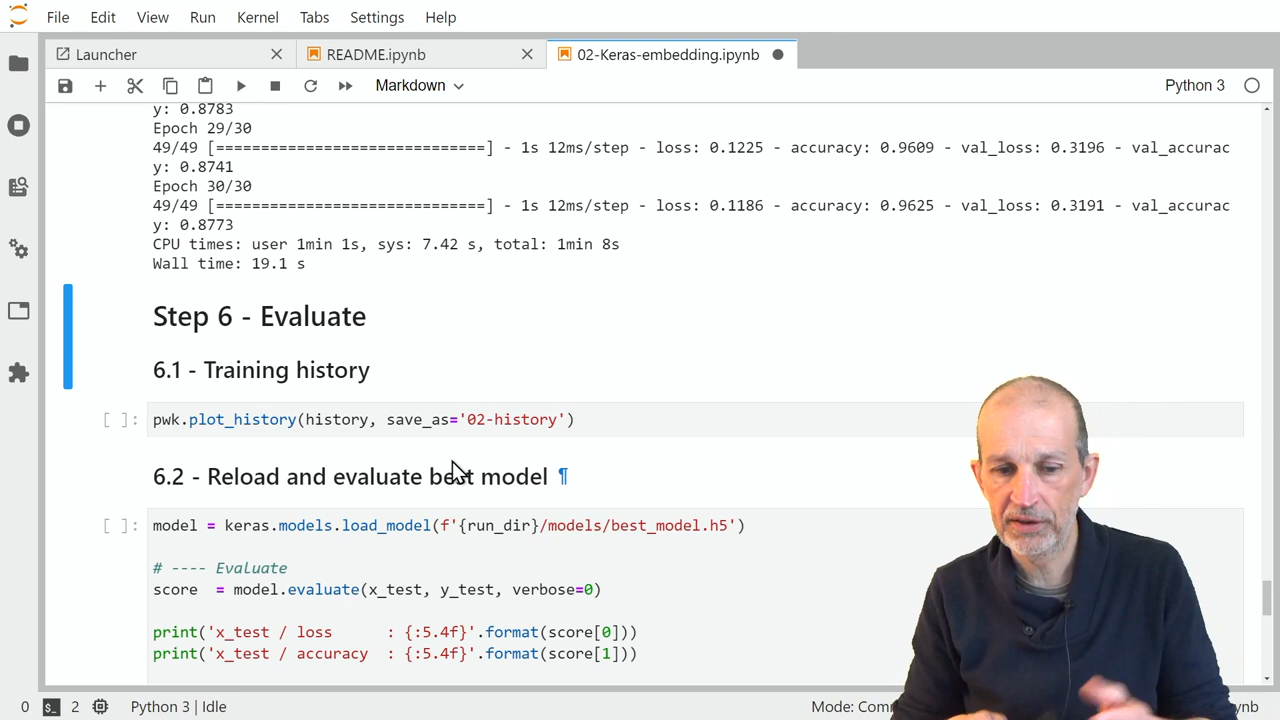 File Edit View Run Kernel Tabs Settings Help
Launcher README.ipynb 02-Keras-embedding.ipynb
Markdown Python 3
y: 0.8783
Epoch 29/30
49/49 [==============================] - 1s 12ms/step - loss: 0.1225 - accuracy: 0.9609 - val_loss: 0.3196 - val_accurac
y: 0.8741
Epoch 30/30
49/49 [==============================] - 1s 12ms/step - loss: 0.1186 - accuracy: 0.9625 - val_loss: 0.3191 - val_accurac
y: 0.8773
CPU times: user 1min 1s, sys: 7.42 s, total: 1min 8s
Wall time: 19.1 s
Step 6 - Evaluate
6.1 - Training history
[ ]: pwk.plot_history(history, save_as='02-history')
6.2 - Reload and evaluate best model ¶
[ ]: model = keras.models.load_model(f'{run_dir}/models/best_model.h5')
# ---- Evaluate
score  = model.evaluate(x_test, y_test, verbose=0)
print('x_test / loss      : {:5.4f}'.format(score[0]))
print('x_test / accuracy  : {:5.4f}'.format(score[1]))
0 2 Python 3 | Idle Mode: Comm ynb